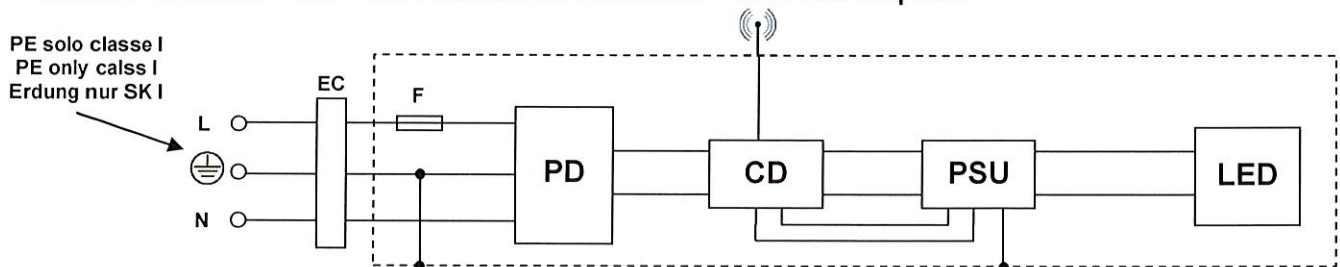 PE solo classe I
PE only calss I
Erdung nur SK I
EC
F
L
N
PD
CD
PSU
LED